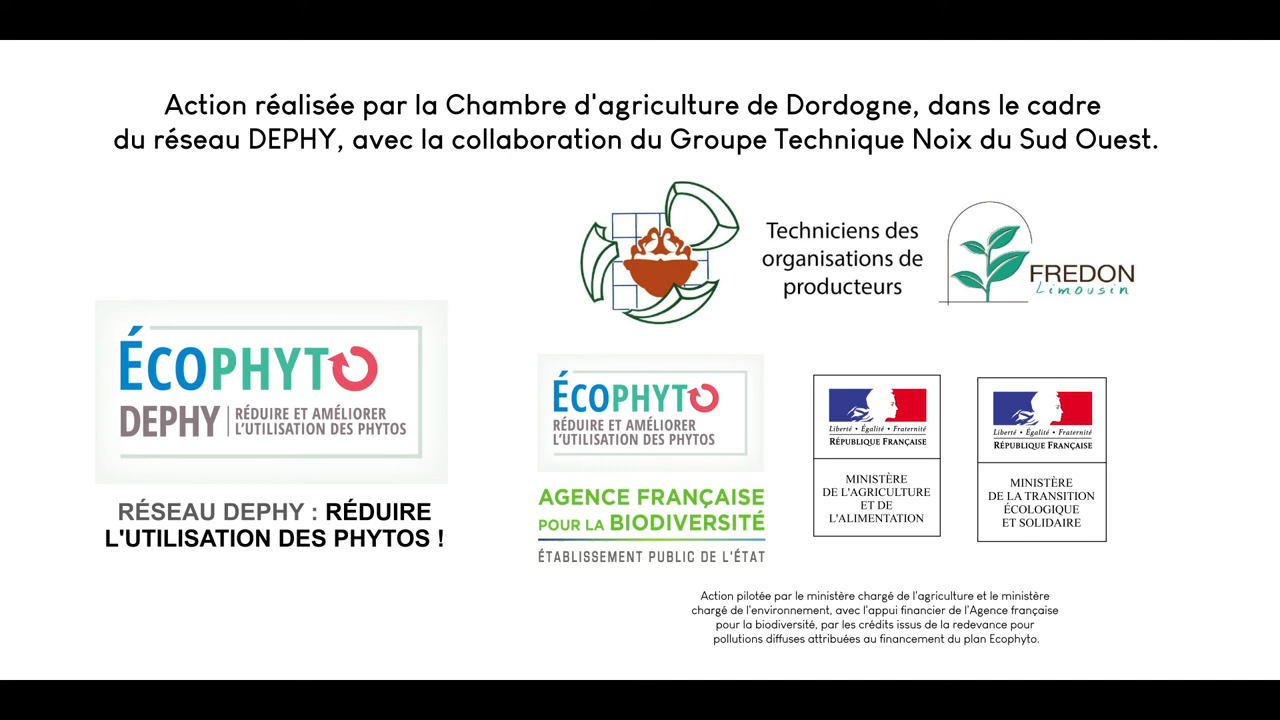 Action réalisée par la Chambre d'agriculture de Dordogne, dans le cadre
du réseau DEPHY, avec la collaboration du Groupe Technique Noix du Sud Ouest.
Techniciens des
organisations de
producteurs
FREDON
Limousin
ÉCOPHYTO
DEPHY
RÉDUIRE ET AMÉLIORER
L'UTILISATION DES PHYTOS
RÉSEAU DEPHY : RÉDUIRE
L'UTILISATION DES PHYTOS !
ÉCOPHYTO
RÉDUIRE ET AMÉLIORER
L'UTILISATION DES PHYTOS
AGENCE FRANÇAISE
POUR LA BIODIVERSITÉ
ÉTABLISSEMENT PUBLIC DE L'ÉTAT
Liberté • Égalité • Fraternité
RÉPUBLIQUE FRANÇAISE
MINISTÈRE
DE L'AGRICULTURE
ET DE
L'ALIMENTATION
Liberté • Égalité • Fraternité
RÉPUBLIQUE FRANÇAISE
MINISTÈRE
DE LA TRANSITION
ÉCOLOGIQUE
ET SOLIDAIRE
Action pilotée par le ministère chargé de l'agriculture et le ministère
chargé de l'environnement, avec l'appui financier de l'Agence française
pour la biodiversité, par les crédits issus de la redevance pour
pollutions diffuses attribuées au financement du plan Ecophyto.